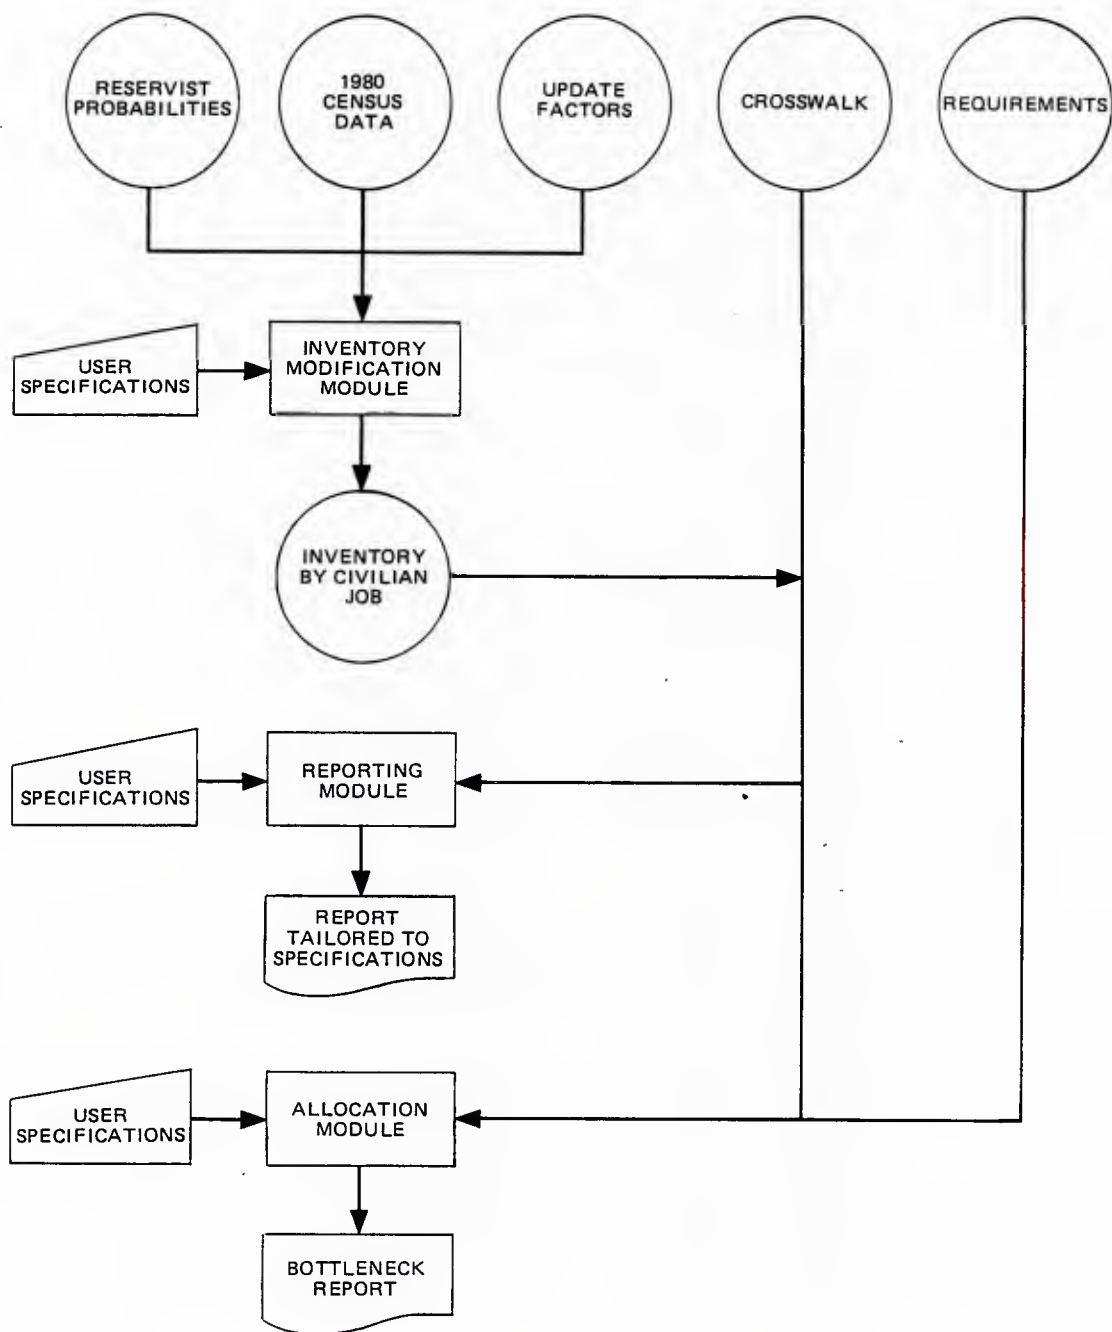 RESERVIST
PROBABILITIES
1980
CENSUS
DATA
UPDATE
FACTORS
CROSSWALK
REQUIREMENTS
USER
SPECIFICATIONS
INVENTORY
MODIFICATION
MODULE
INVENTORY
BY CIVILIAN
JOB
USER
SPECIFICATIONS
REPORTING
MODULE
REPORT
TAILORED TO
SPECIFICATIONS
USER
SPECIFICATIONS
ALLOCATION
MODULE
BOTTLENECK
REPORT